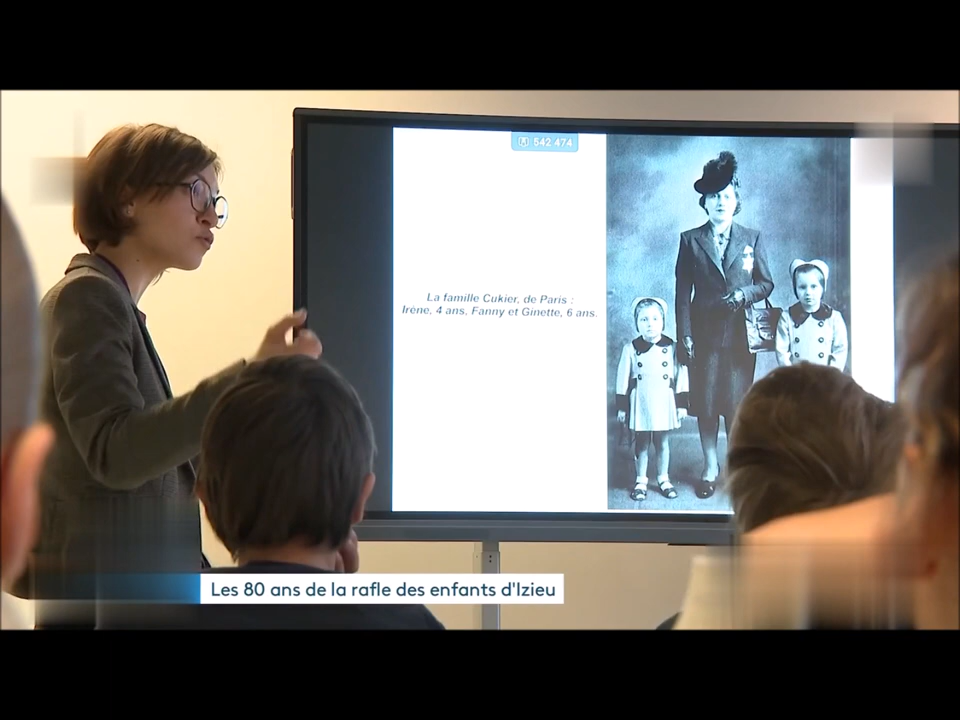 542 474
La famille Cukier, de Paris :
Irène, 4 ans, Fanny et Ginette, 6 ans.
Les 80 ans de la rafle des enfants d'Izieu